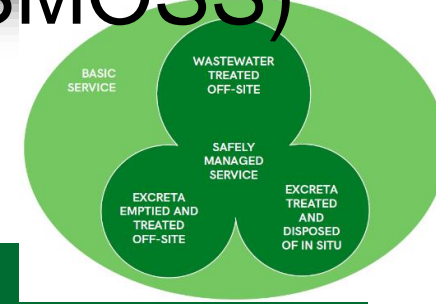 SMOSS)
WASTEWATER
TREATED
OFF-SITE
BASIC
SERVICE
SAFELY
MANAGED
SERVICE
EXCRETA
EMPTIED AND
TREATED
OFF-SITE
EXCRETA
TREATED
AND
DISPOSED
OF IN SITU